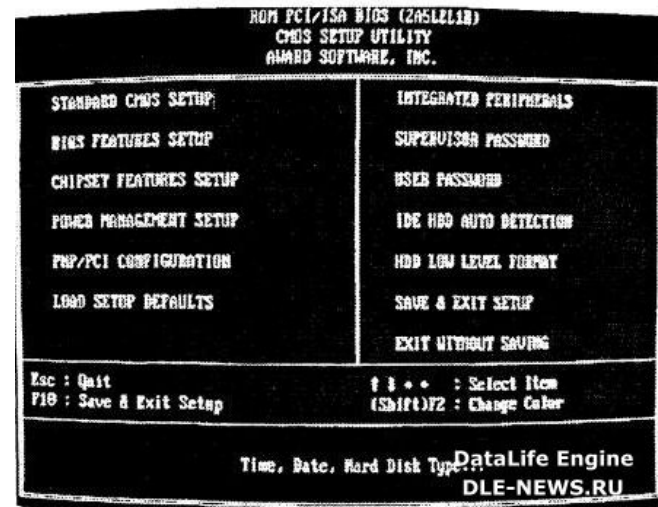 ROM PCI/ISA BIOS (2A5LEL1B)
CMOS SETUP UTILITY
AWARD SOFTWARE, INC.
STANDARD CMOS SETUP
BIOS FEATURES SETUP
CHIPSET FEATURES SETUP
POWER MANAGEMENT SETUP
PNP/PCI CONFIGURATION
LOAD SETUP DEFAULTS
INTEGRATED PERIPHERALS
SUPERVISOR PASSWORD
USER PASSWORD
IDE HDD AUTO DETECTION
HDD LOW LEVEL FORMAT
SAVE & EXIT SETUP
EXIT WITHOUT SAVING
Esc : Quit
F10 : Save & Exit Setup
: Select Item
(Shift)F2 : Change Color
Time, Date, Hard Disk Type...
DataLife Engine
DLE-NEWS.RU